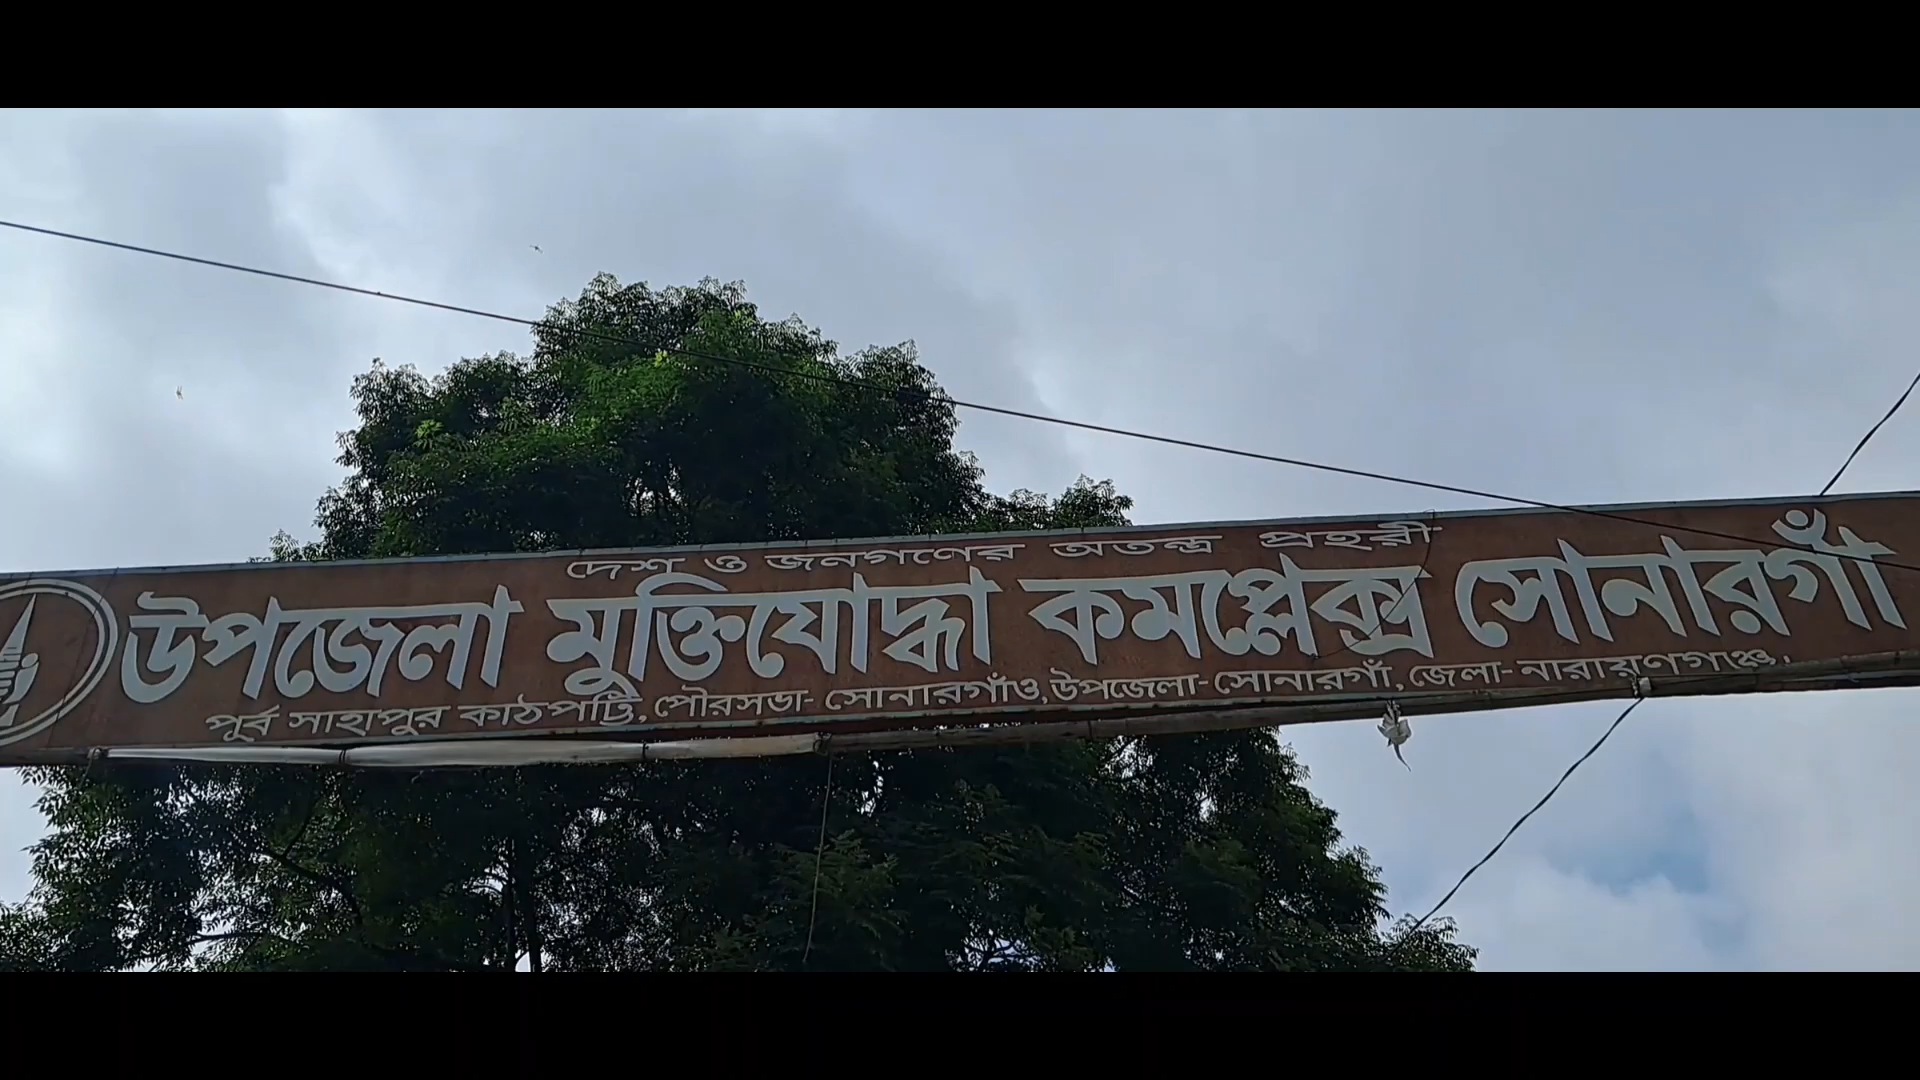 দেশ ও জনগণের অতন্দ্র প্রহরী
উপজেলা মুক্তিযোদ্ধা কমপ্লেক্স সোনারগাঁ
পূর্ব সাহাপুর কাঠপট্টি, পৌরসভা- সোনারগাঁও, উপজেলা- সোনারগাঁ, জেলা- নারায়ণগঞ্জ।